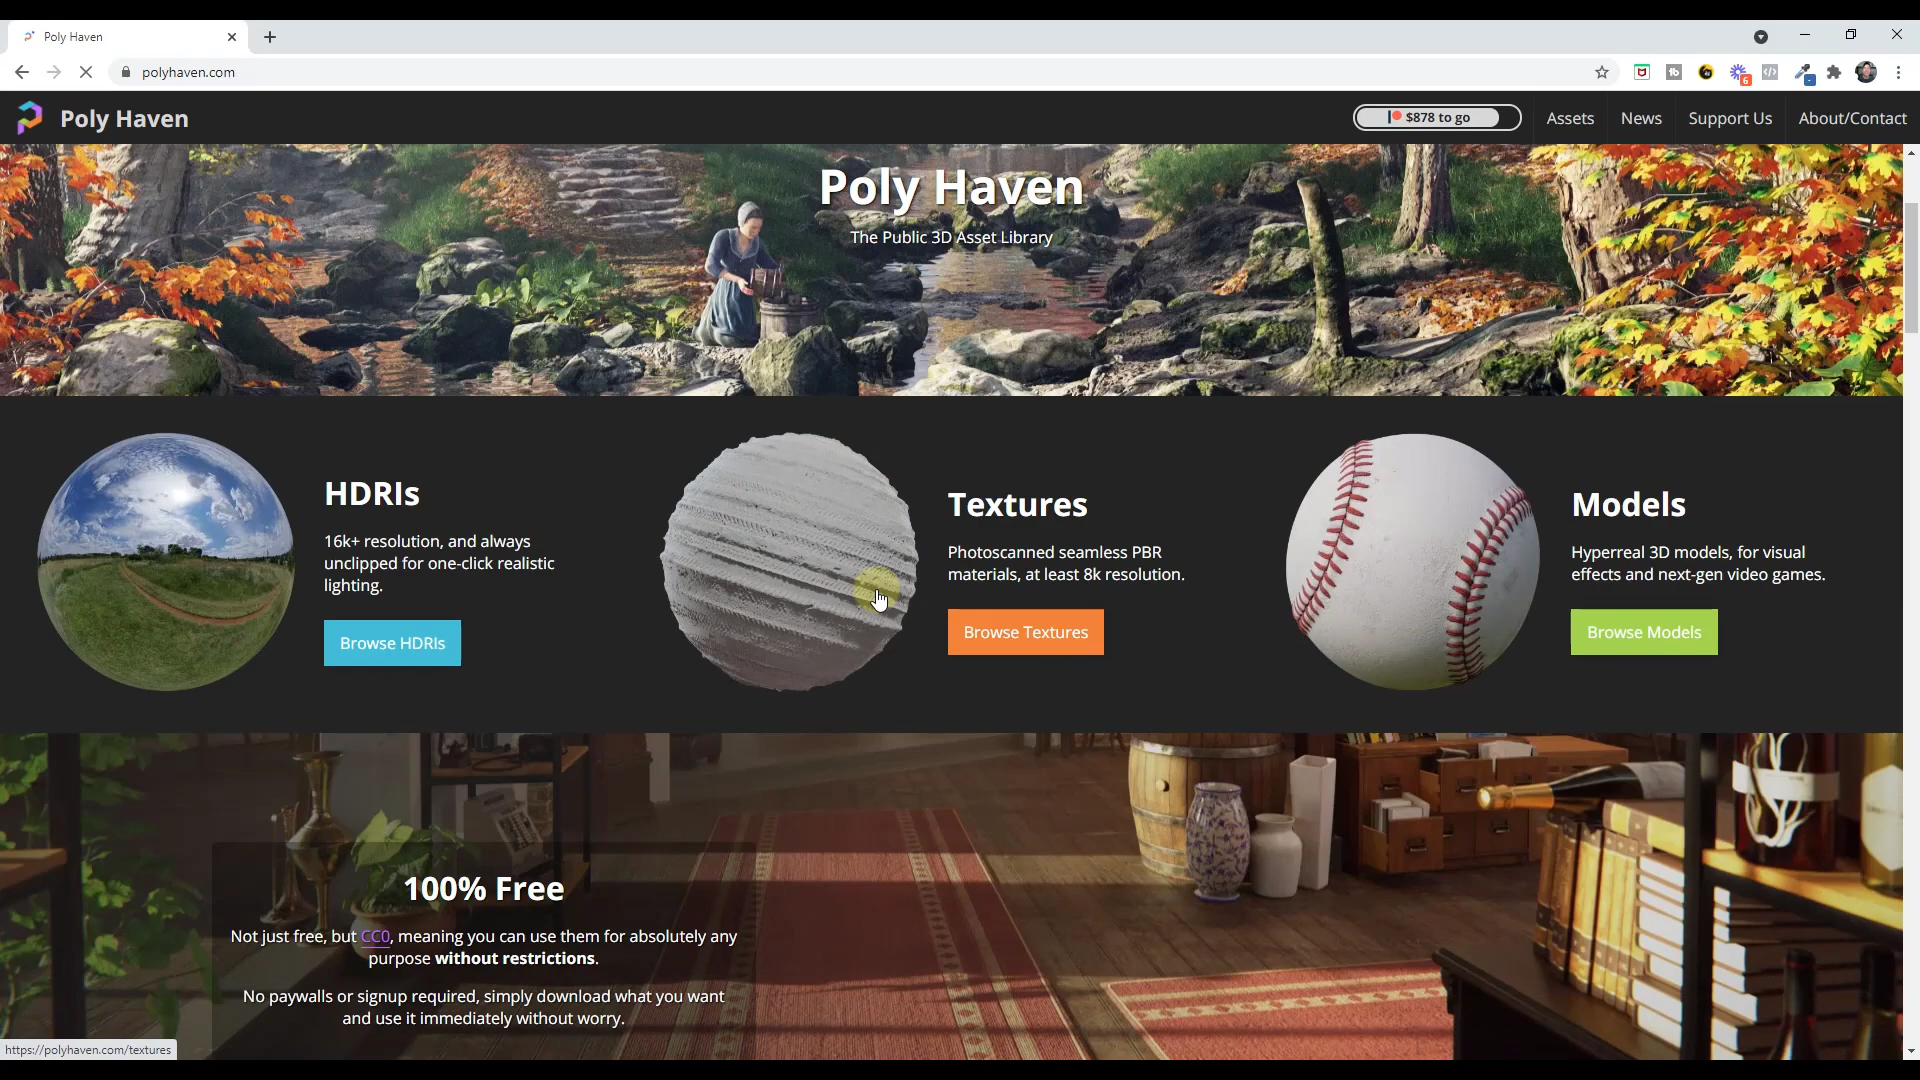 Poly Haven
polyhaven.com
6
Poly Haven
$878 to go
Assets
News
Support Us
About/Contact
Poly Haven
The Public 3D Asset Library
HDRIs
16k+ resolution, and always
unclipped for one-click realistic
lighting.
Browse HDRIs
Textures
Photoscanned seamless PBR
materials, at least 8k resolution.
Browse Textures
Models
Hyperreal 3D models, for visual
effects and next-gen video games.
Browse Models
100% Free
Not just free, but CC0, meaning you can use them for absolutely any
purpose without restrictions.
No paywalls or signup required, simply download what you want
and use it immediately without worry.
https://polyhaven.com/textures